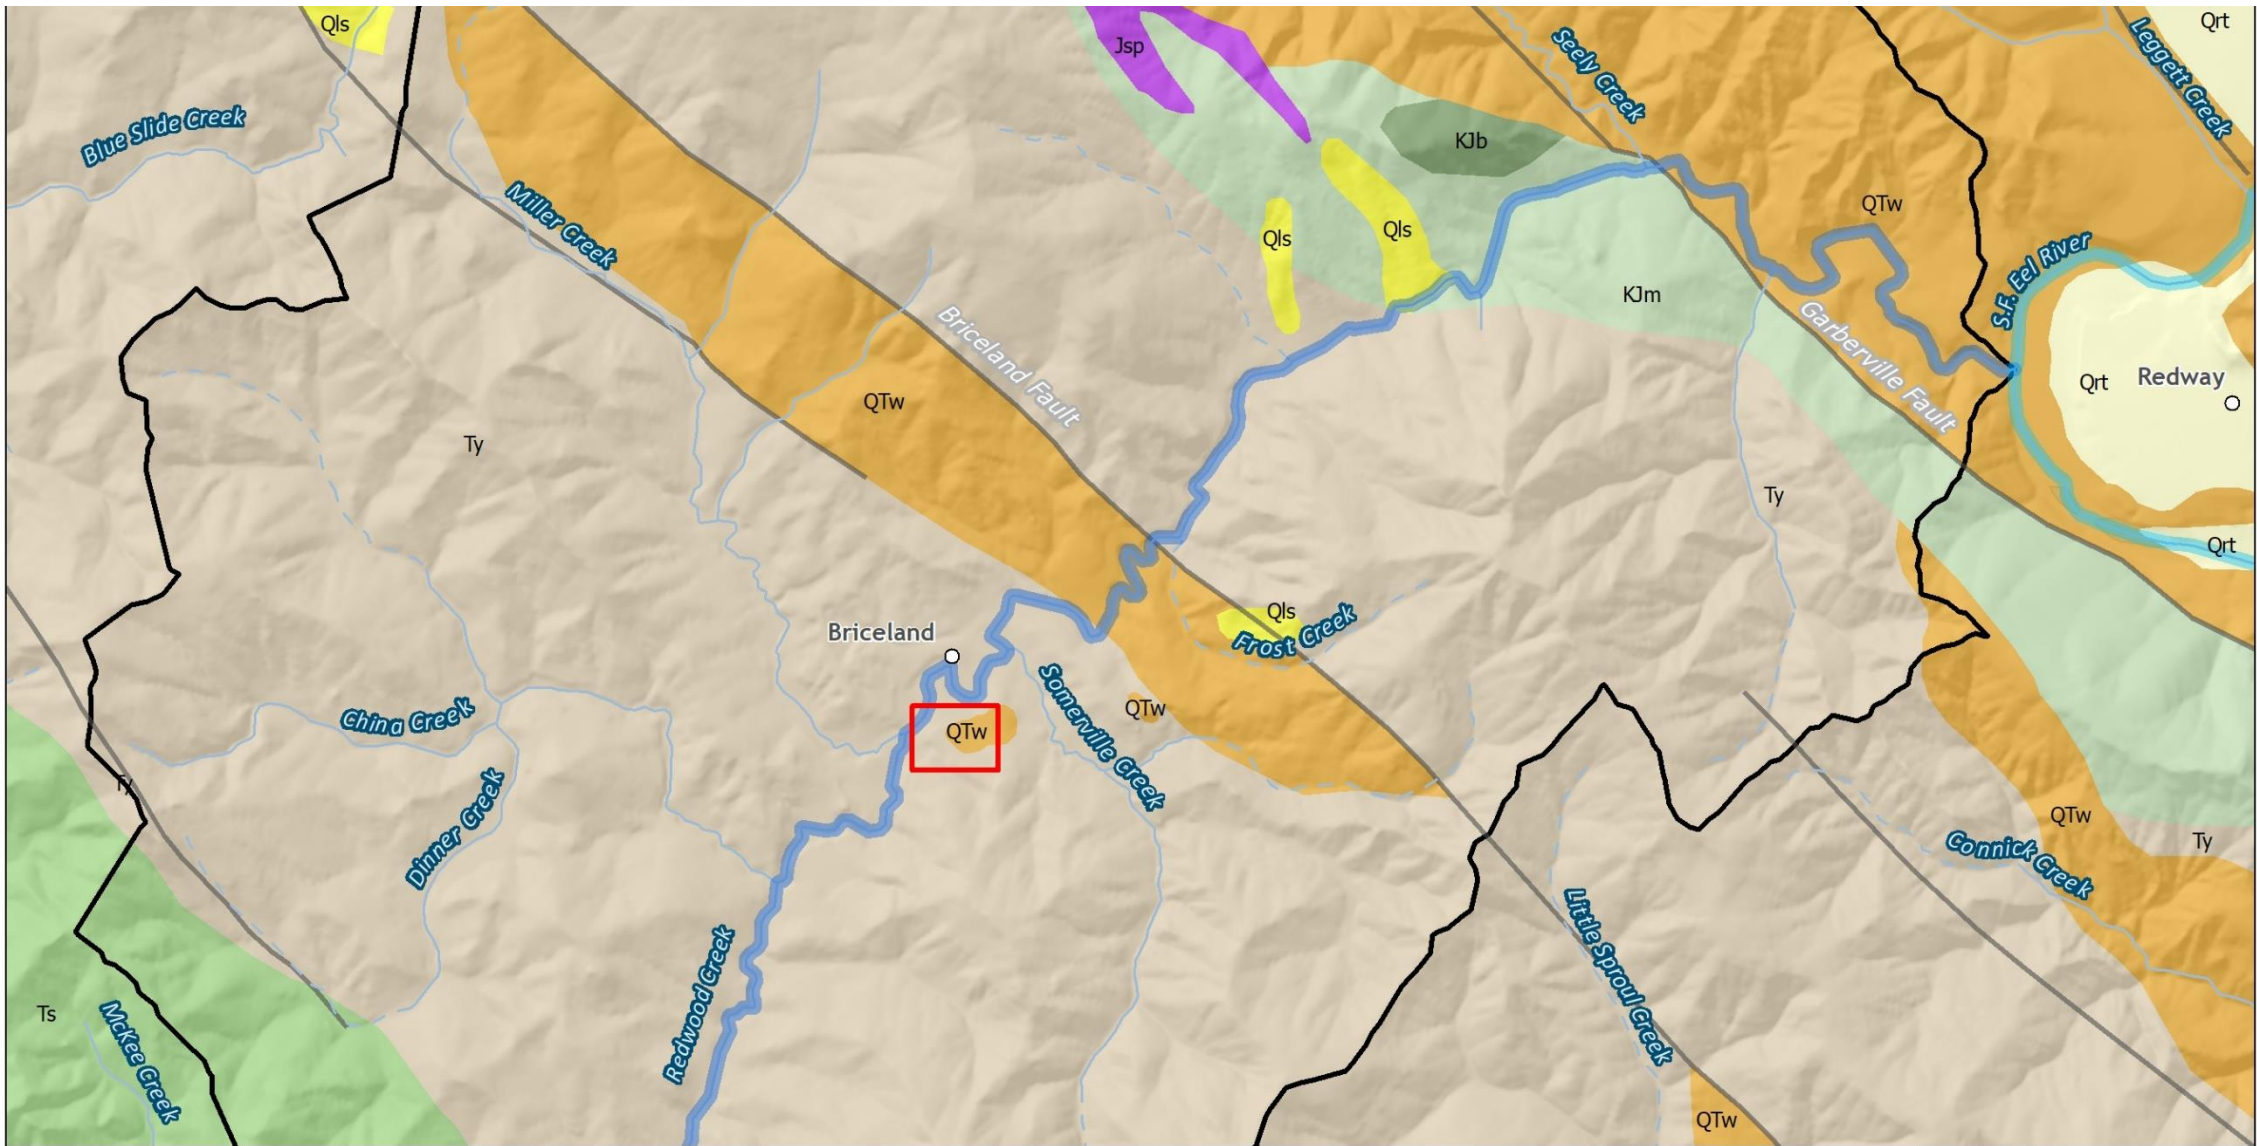 Qls
Jsp
Qrt
Seely Creek
Leggett Creek
Blue Slide Creek
KJb
Miller Creek
QTw
Qls
Qls
S.F. Eel River
KJm
Briceland Fault
Garberville Fault
Qrt
Redway
QTw
Ty
Ty
Qrt
Briceland
Qls
Frost Creek
Somerville Creek
China Creek
QTw
QTw
Ty
Dinner Creek
QTw
Ty
Connick Creek
Little Sproul Creek
Redwood Creek
Ts
McKee Creek
QTw